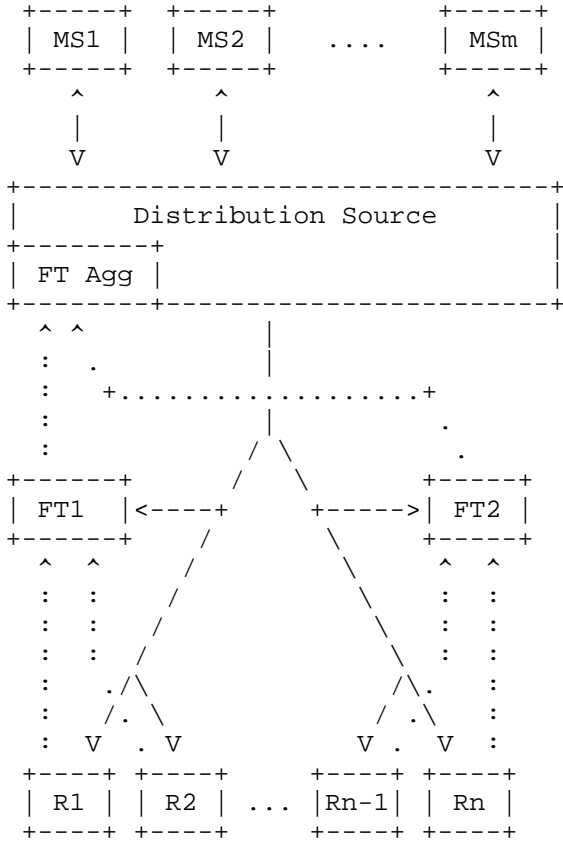 MS1 MS2 .... MSm
Distribution Source
FT Agg
FT1 FT2
R1 R2 ... Rn-1 Rn